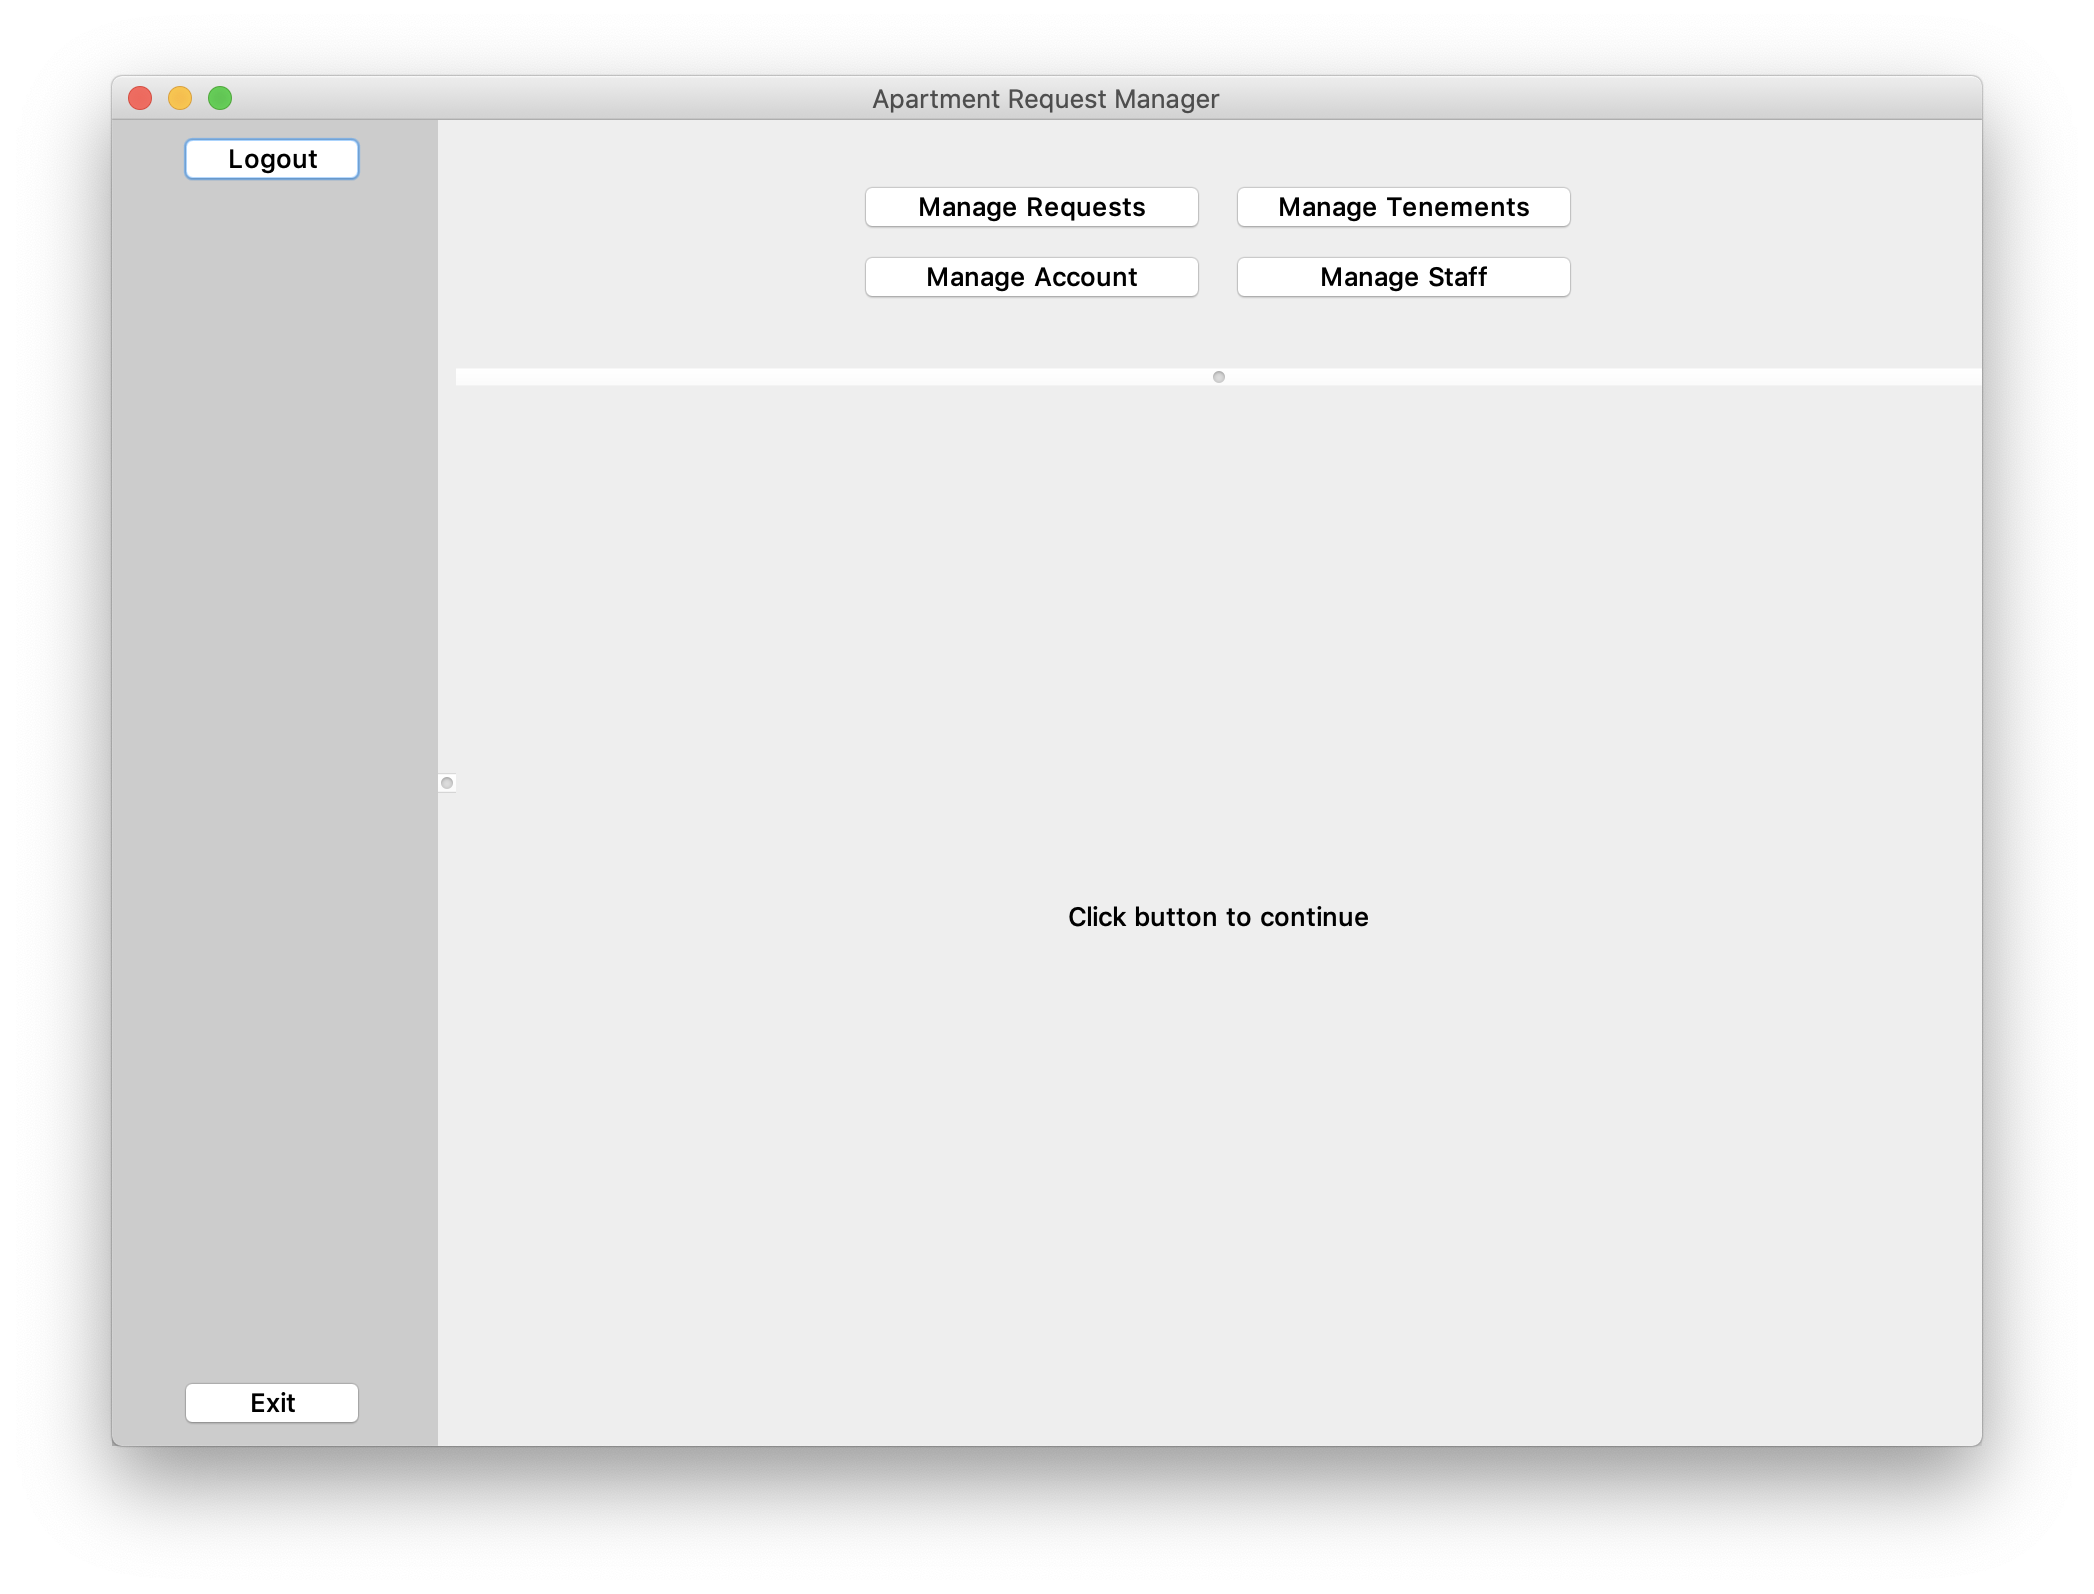 Apartment Request Manager
Logout
Manage Requests
Manage Tenements
Manage Account
Manage Staff
Click button to continue
Exit